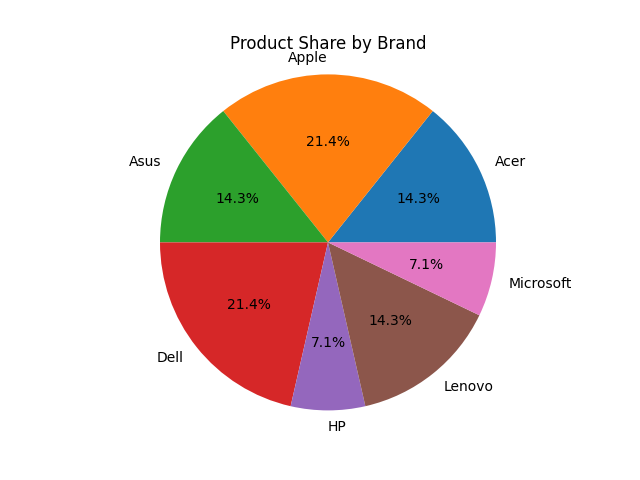 Product Share by Brand
Apple
21.4%
Asus
Acer
14.3%
14.3%
7.1%
Microsoft
21.4%
14.3%
7.1%
Dell
Lenovo
HP